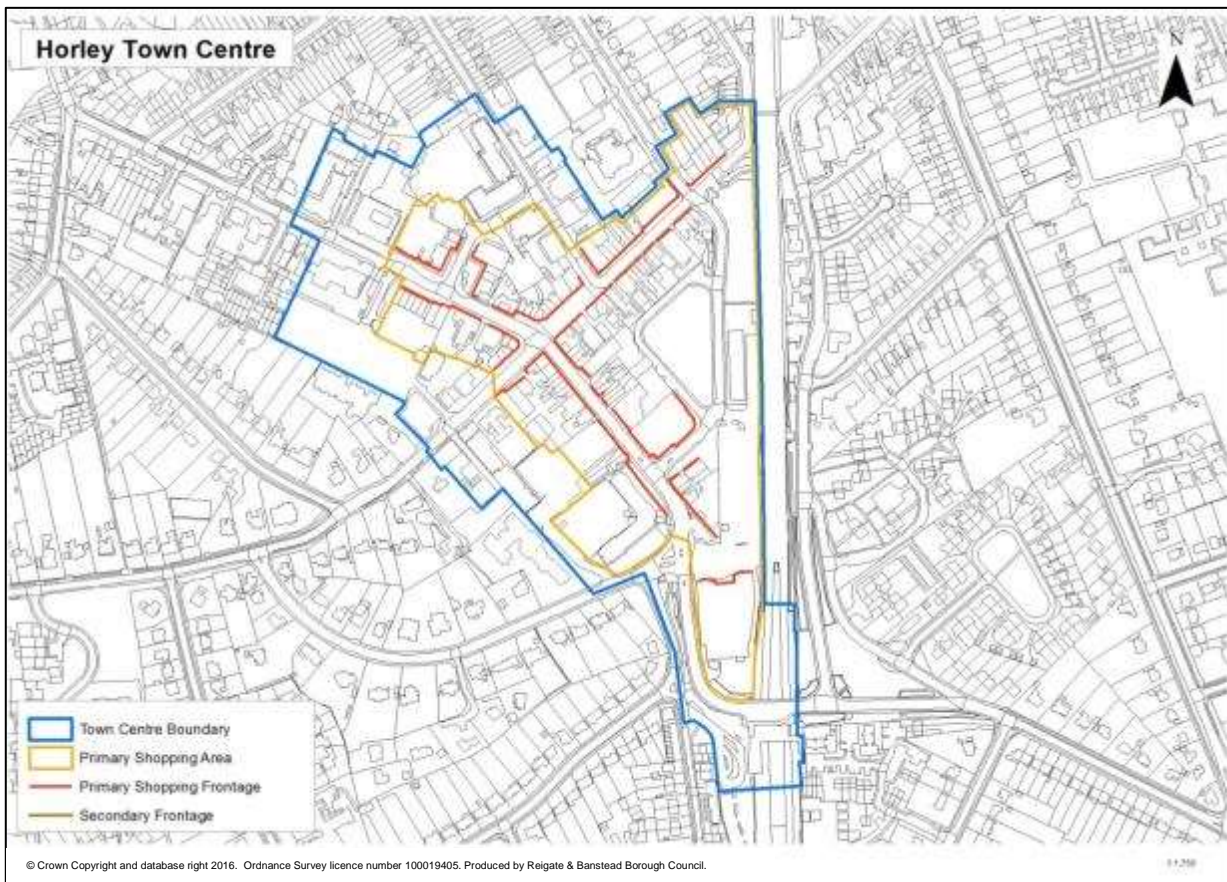 Horley Town Centre
N
Town Centre Boundary
Primary Shopping Area
Primary Shopping Frontage
Secondary Frontage
© Crown Copyright and database right 2016. Ordnance Survey licence number 100019405. Produced by Reigate & Banstead Borough Council.